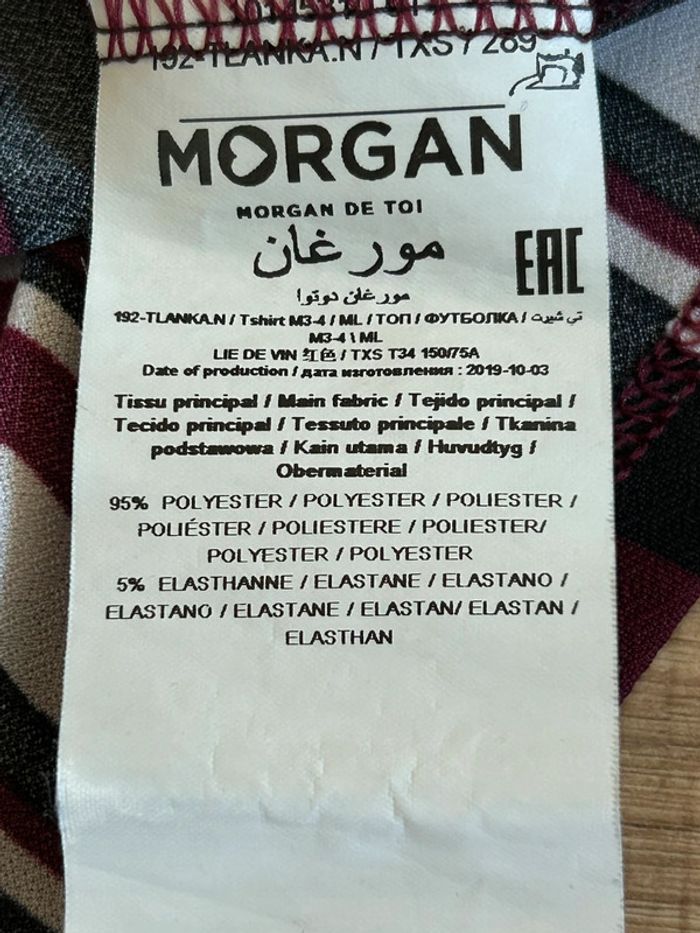 192-TLANKA.N / TXS / 289
MORGAN
MORGAN DE TOI
مورغان
EAC
مورغان دوتوا
192-TLANKA.N / Tshirt M3-4 / ML / ТОП / ФУТБОЛКА / تي شيرت
M3-4 \ ML
LIE DE VIN 红色 / TXS T34 150/75A
Date of production / дата изготовления : 2019-10-03
Tissu principal / Main fabric / Tejido principal /
Tecido principal / Tessuto principale / Tkanina
podstawowa / Kain utama / Huvudtyg /
Obermaterial
95% POLYESTER / POLYESTER / POLIESTER /
POLIÉSTER / POLIESTERE / POLIESTER/
POLYESTER / POLYESTER
5% ELASTHANNE / ELASTANE / ELASTANO /
ELASTANO / ELASTANE / ELASTAN/ ELASTAN /
ELASTHAN